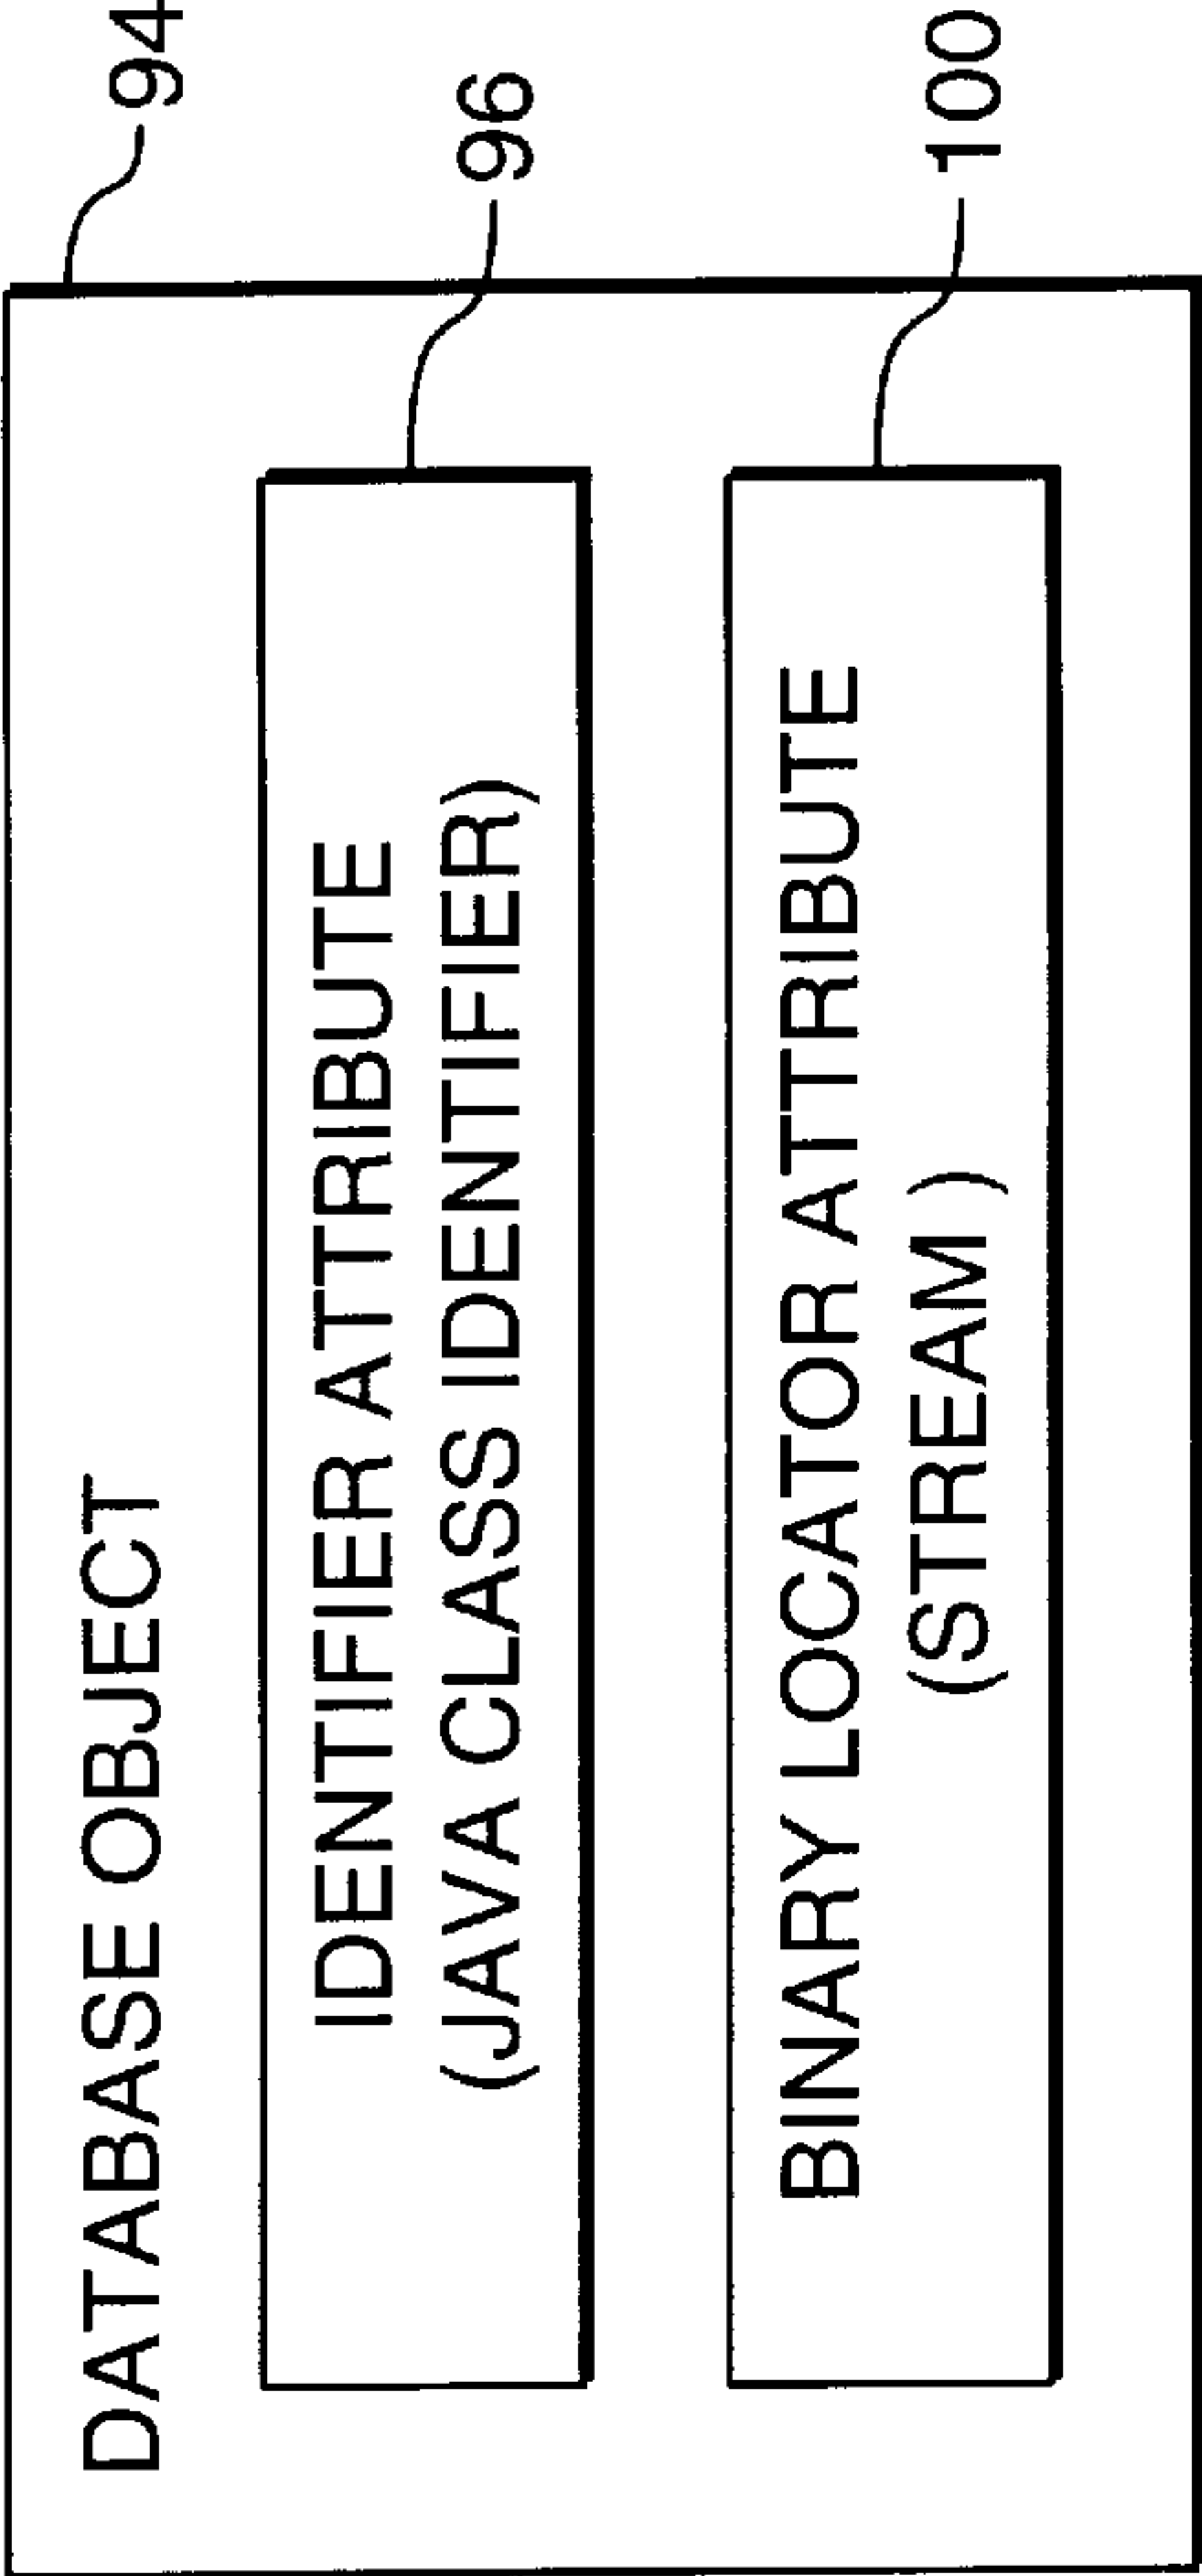 DATABASE OBJECT
94
IDENTIFIER ATTRIBUTE
(JAVA CLASS IDENTIFIER)
96
BINARY LOCATOR ATTRIBUTE
(STREAM )
100